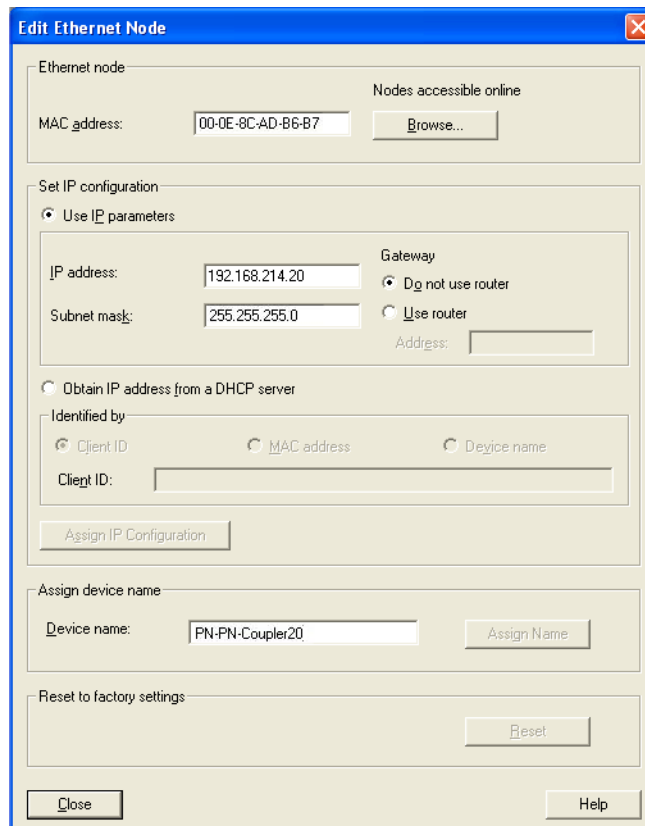 Edit Ethernet Node
Ethernet node
Nodes accessible online
MAC address: 00-0E-8C-AD-B6-B7 Browse...
Set IP configuration
Use IP parameters
Gateway
IP address: 192.168.214.20 Do not use router
Subnet mask: 255.255.255.0 Use router
Address:
Obtain IP address from a DHCP server
Identified by
Client ID MAC address Device name
Client ID:
Assign IP Configuration
Assign device name
Device name: PN-PN-Coupler20 Assign Name
Reset to factory settings
Reset
Close Help